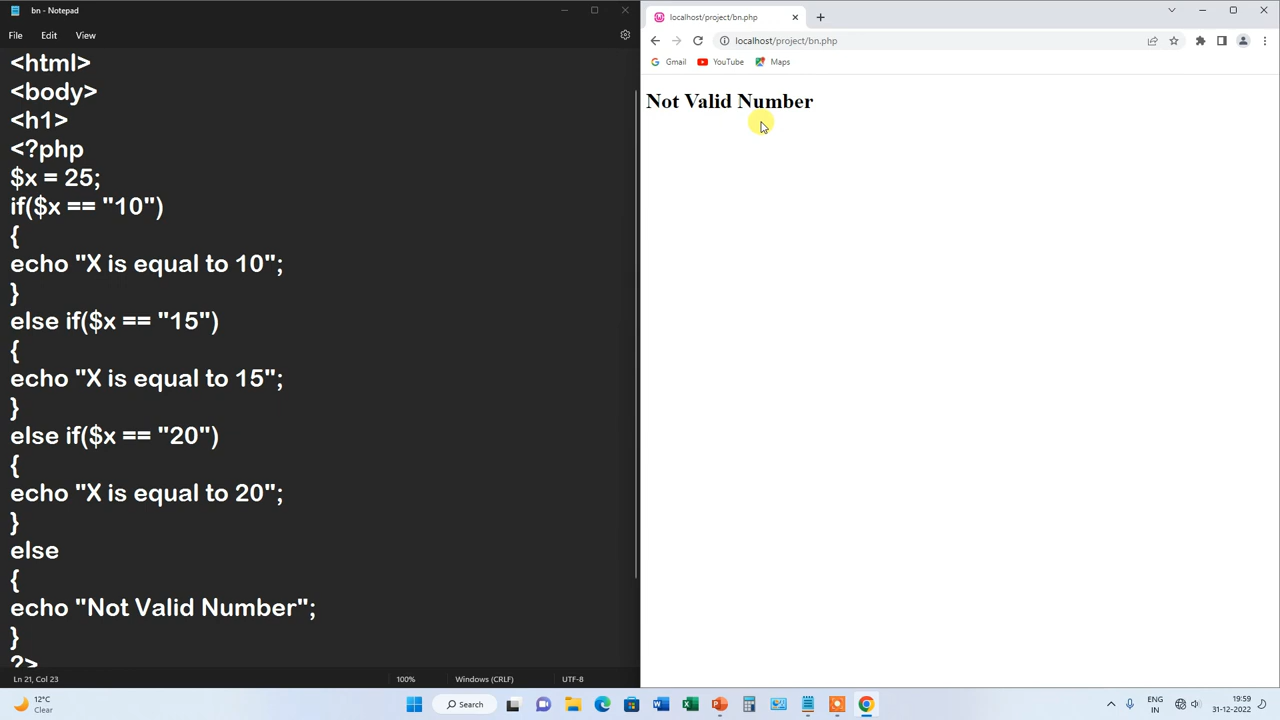 bn - Notepad
File Edit View
<html>
<body>
<h1>
<?php
$x = 25;
if($x == "10")
{
echo "X is equal to 10";
}
else if($x == "15")
{
echo "X is equal to 15";
}
else if($x == "20")
{
echo "X is equal to 20";
}
else
{
echo "Not Valid Number";
}
?>
Ln 21, Col 23 100% Windows (CRLF) UTF-8
localhost/project/bn.php
localhost/project/bn.php
Gmail YouTube Maps
Not Valid Number
12°C
Clear
Search
ENG
IN
19:59
31-12-2022